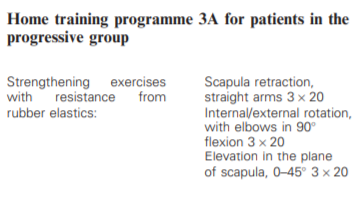 Home training programme 3A for patients in the
progressive group
Strengthening exercises
with resistance from
rubber elastics:
Scapula retraction,
straight arms 3 × 20
Internal/external rotation,
with elbows in 90°
flexion 3 × 20
Elevation in the plane
of scapula, 0–45° 3 × 20